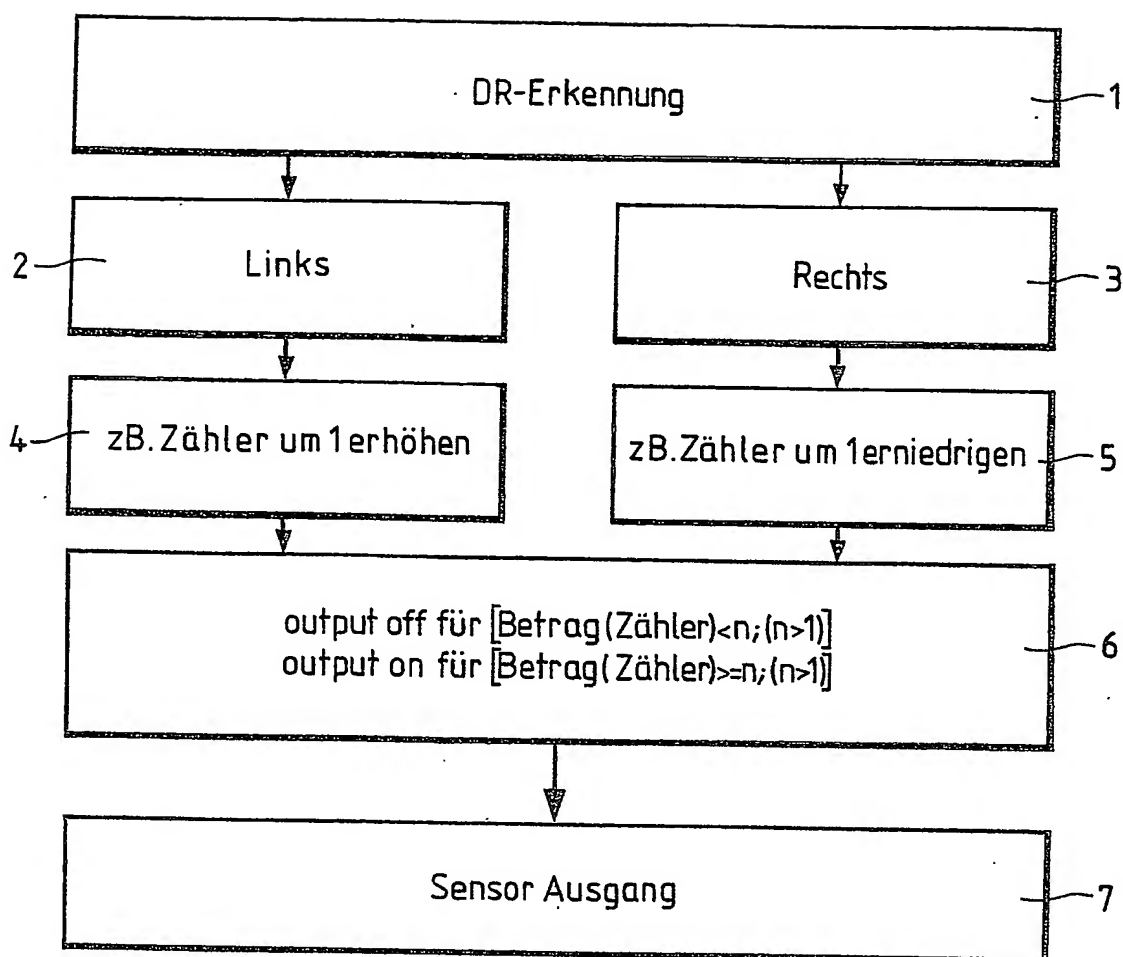 DR-Erkennung
1
Links
2
Rechts
3
zB. Zähler um 1 erhöhen
4
zB. Zähler um 1 erniedrigen
5
output off für [Betrag(Zähler)<n;(n>1)]
output on für [Betrag(Zähler)>=n;(n>1)]
6
Sensor Ausgang
7